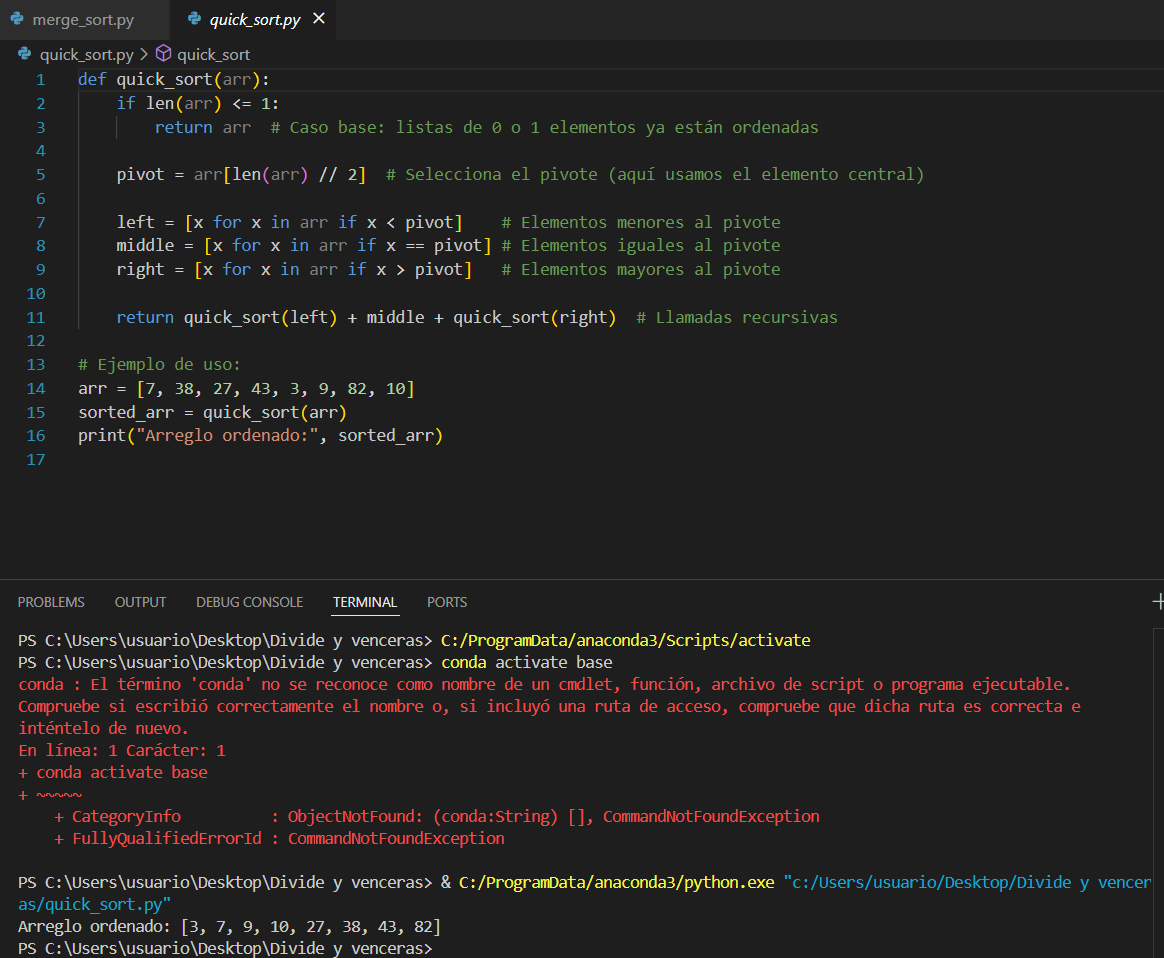 merge_sort.py quick_sort.py ×
quick_sort.py > quick_sort
1 def quick_sort(arr):
2     if len(arr) <= 1:
3         return arr  # Caso base: listas de 0 o 1 elementos ya están ordenadas
4
5     pivot = arr[len(arr) // 2]  # Selecciona el pivote (aquí usamos el elemento central)
6
7     left = [x for x in arr if x < pivot]    # Elementos menores al pivote
8     middle = [x for x in arr if x == pivot] # Elementos iguales al pivote
9     right = [x for x in arr if x > pivot]   # Elementos mayores al pivote
10
11     return quick_sort(left) + middle + quick_sort(right)  # Llamadas recursivas
12
13 # Ejemplo de uso:
14 arr = [7, 38, 27, 43, 3, 9, 82, 10]
15 sorted_arr = quick_sort(arr)
16 print("Arreglo ordenado:", sorted_arr)
17
PROBLEMS OUTPUT DEBUG CONSOLE TERMINAL PORTS +
PS C:\Users\usuario\Desktop\Divide y venceras> C:/ProgramData/anaconda3/Scripts/activate
PS C:\Users\usuario\Desktop\Divide y venceras> conda activate base
conda : El término 'conda' no se reconoce como nombre de un cmdlet, función, archivo de script o programa ejecutable.
Compruebe si escribió correctamente el nombre o, si incluyó una ruta de acceso, compruebe que dicha ruta es correcta e
inténtelo de nuevo.
En línea: 1 Carácter: 1
+ conda activate base
+ ~~~~~
    + CategoryInfo          : ObjectNotFound: (conda:String) [], CommandNotFoundException
    + FullyQualifiedErrorId : CommandNotFoundException
PS C:\Users\usuario\Desktop\Divide y venceras> & C:/ProgramData/anaconda3/python.exe "c:/Users/usuario/Desktop/Divide y vencer
as/quick_sort.py"
Arreglo ordenado: [3, 7, 9, 10, 27, 38, 43, 82]
PS C:\Users\usuario\Desktop\Divide y venceras>